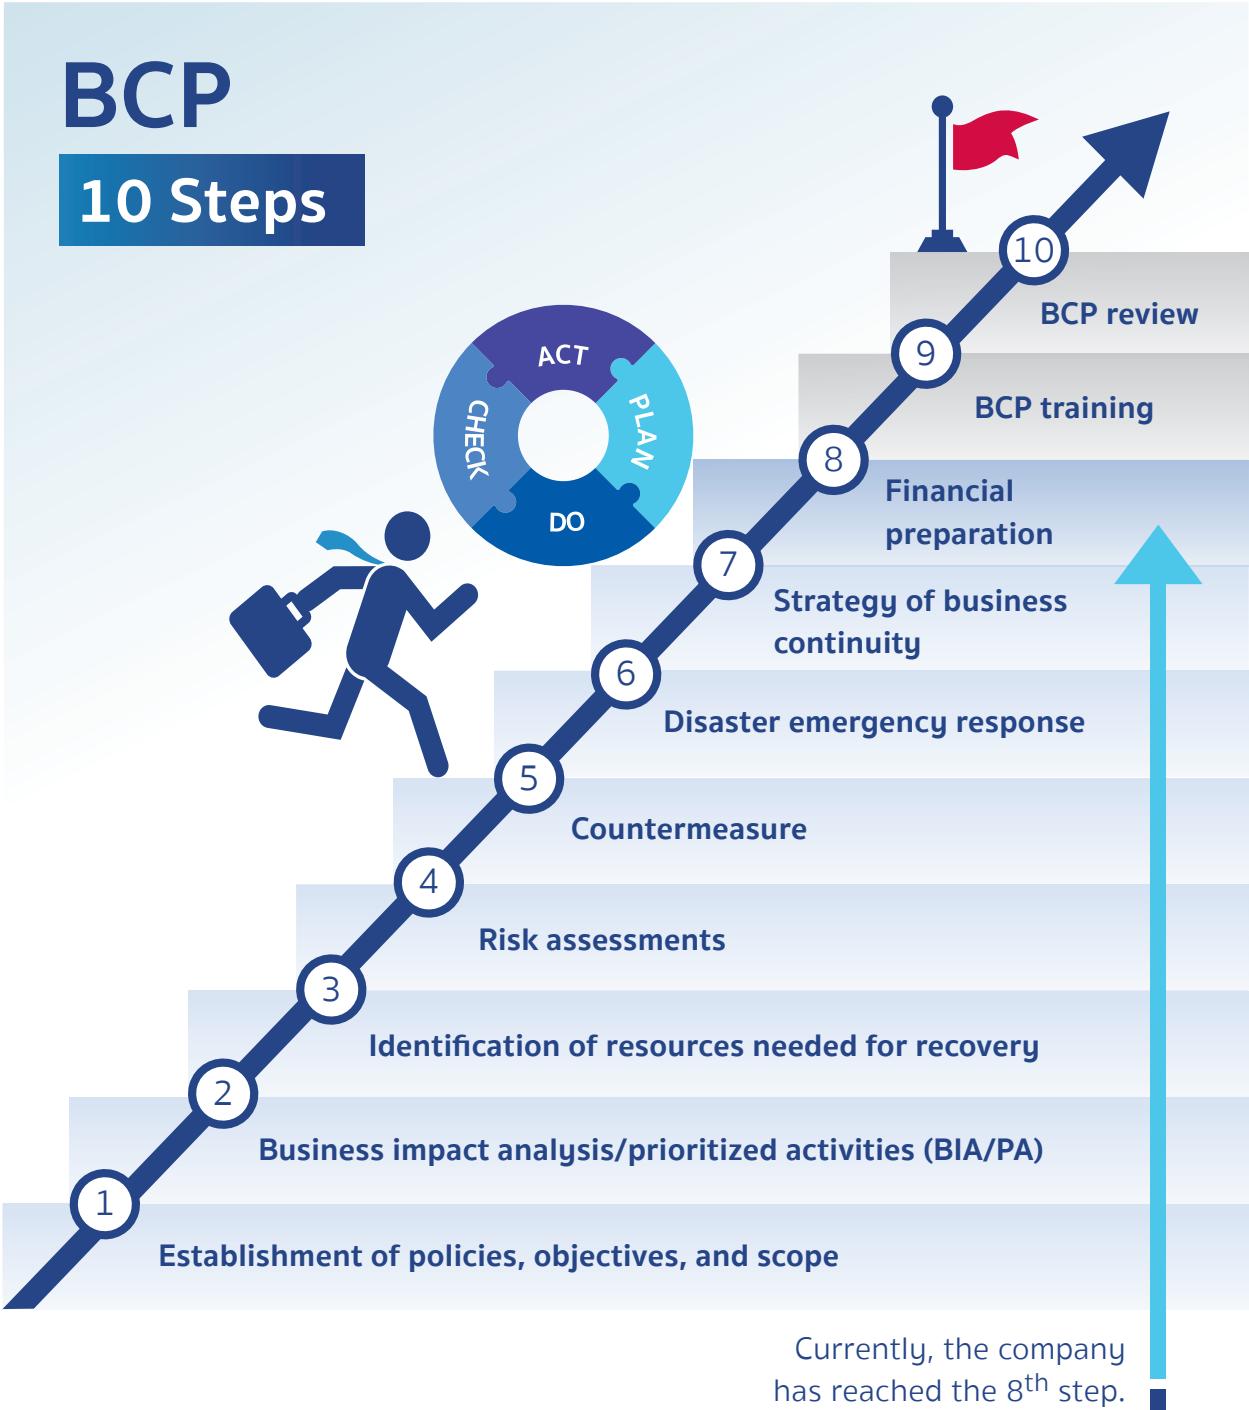 BCP
10 Steps
10
BCP review
9
BCP training
8
Financial
preparation
7
Strategy of business
continuity
6
Disaster emergency response
5
Countermeasure
4
Risk assessments
3
Identification of resources needed for recovery
2
Business impact analysis/prioritized activities (BIA/PA)
1
Establishment of policies, objectives, and scope
ACT
PLAN
DO
CHECK
Currently, the company
has reached the 8th step.